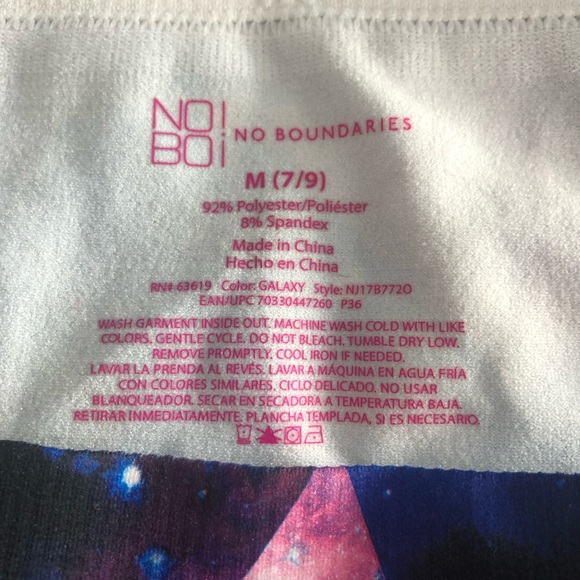 NO!
BOi
NO BOUNDARIES
M (7/9)
92% Polyester/Poliéster
8% Spandex
Made in China
Hecho en China
RN# 63619 Color: GALAXY Style: NJ17B772O
EAN/UPC 70330447260 P36
WASH GARMENT INSIDE OUT. MACHINE WASH COLD WITH LIKE
COLORS. GENTLE CYCLE. DO NOT BLEACH. TUMBLE DRY LOW.
REMOVE PROMPTLY. COOL IRON IF NEEDED.
LAVAR LA PRENDA AL REVÉS. LAVAR A MÁQUINA EN AGUA FRÍA
CON COLORES SIMILARES. CICLO DELICADO. NO USAR
BLANQUEADOR. SECAR EN SECADORA A TEMPERATURA BAJA.
RETIRAR INMEDIATAMENTE. PLANCHA TEMPLADA, SI ES NECESARIO.